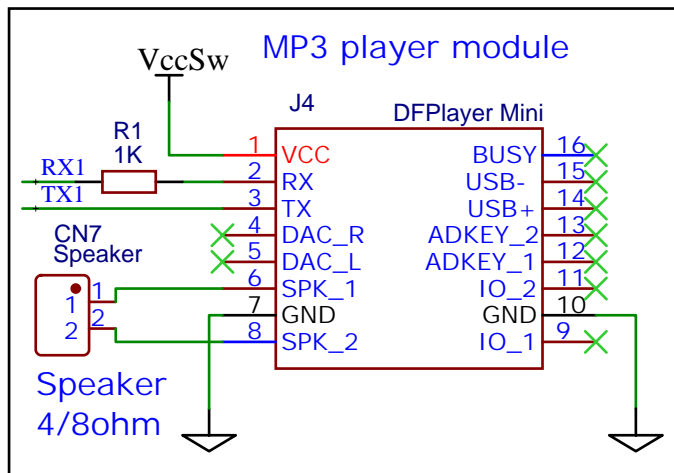 MP3 player module
VccSw
J4
DFPlayer Mini
R1
1K
RX1
TX1
1 VCC
2 RX
3 TX
4 DAC_R
5 DAC_L
6 SPK_1
7 GND
8 SPK_2
BUSY 16
USB- 15
USB+ 14
ADKEY_2 13
ADKEY_1 12
IO_2 11
GND 10
IO_1 9
CN7
Speaker
1 1
2 2
Speaker
4/8ohm